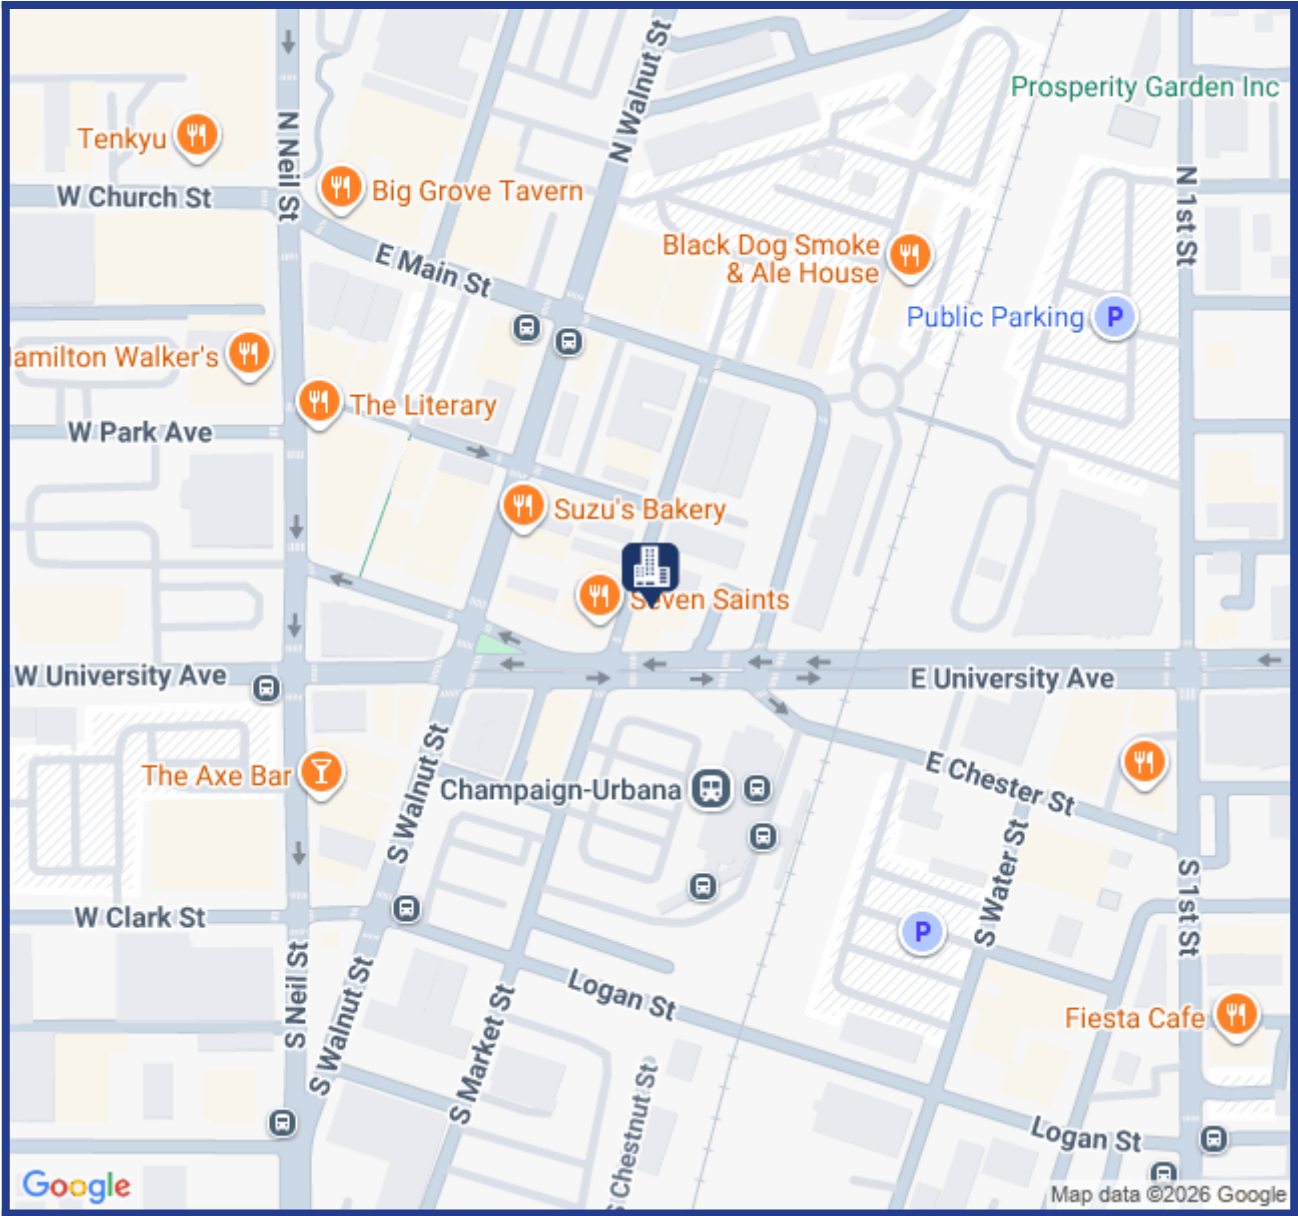 N Walnut St
Prosperity Garden Inc
Tenkyu
N Neil St
W Church St
Big Grove Tavern
N 1st St
E Main St
Black Dog Smoke
& Ale House
Public Parking
P
amilton Walker's
The Literary
W Park Ave
Suzu's Bakery
Seven Saints
W University Ave
E University Ave
The Axe Bar
S Walnut St
Champaign-Urbana
E Chester St
S Water St
W Clark St
P
S 1st St
S Neil St
S Walnut St
S Market St
Logan St
Fiesta Cafe
S Chestnut St
Logan St
Google
Map data ©2026 Google